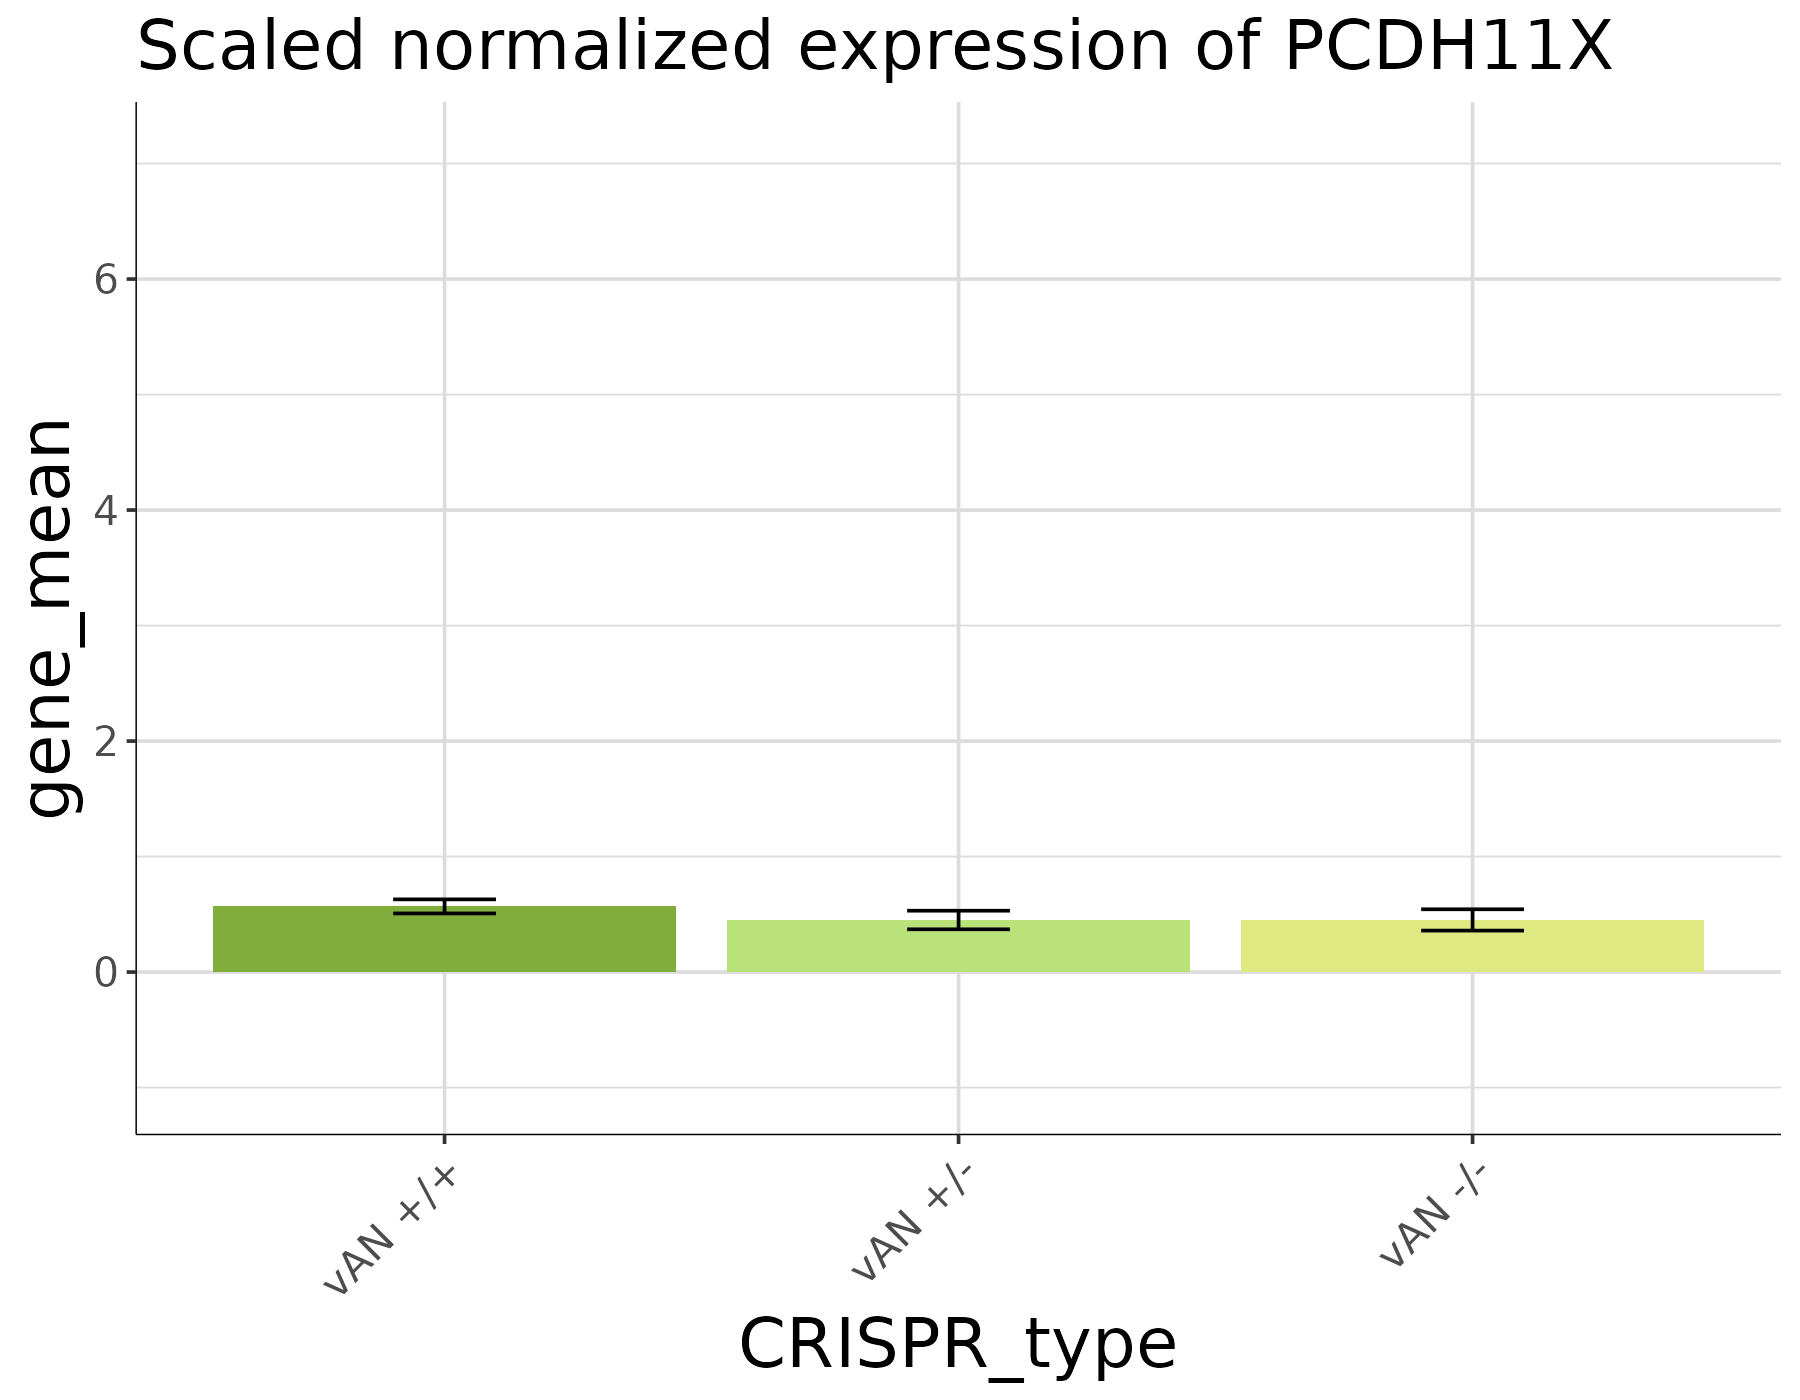 Scaled normalized expression of PCDH11X
gene_mean
6
4
2
0
vAN +/+
vAN +/-
vAN -/-
CRISPR_type